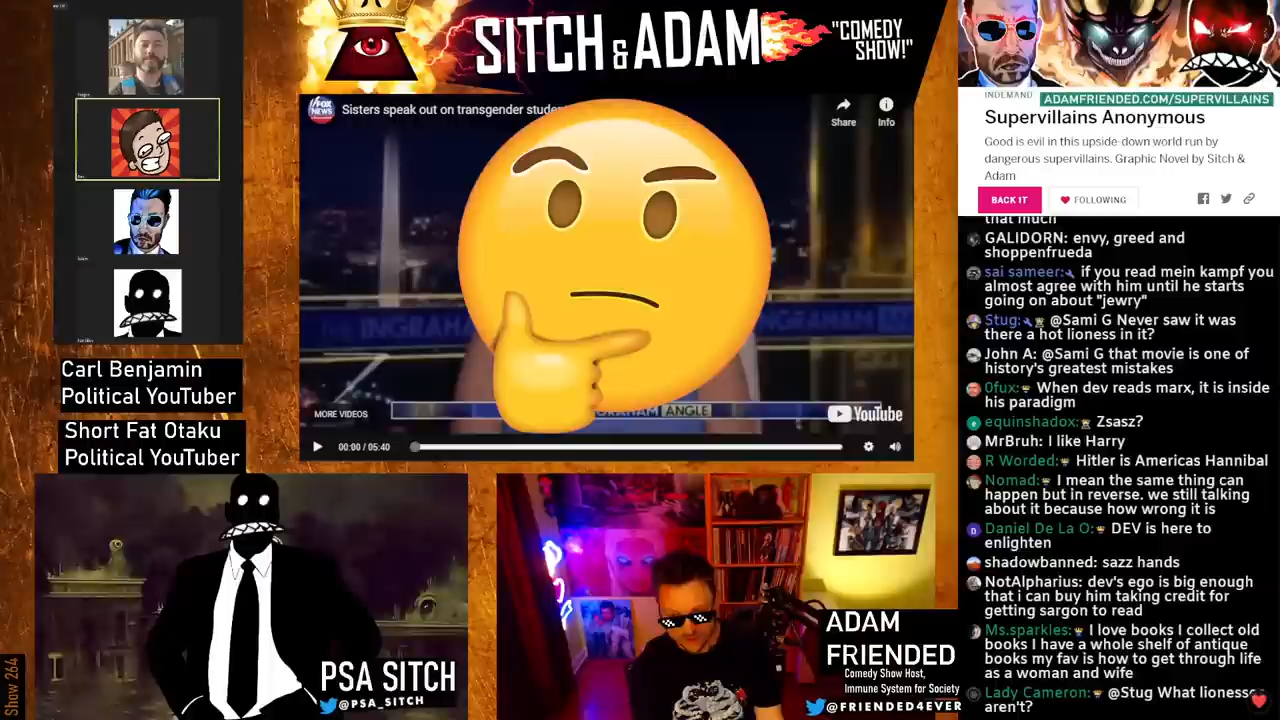 SITCH & ADAM
"COMEDY
SHOW!"
FOX
NEWS
Sisters speak out on transgender stude
Share
Info
INGRAHAM
INGRAHAM
ANGLE
MORE VIDEOS
YouTube
00:00 / 05:40
Carl Benjamin
Political YouTuber
Short Fat Otaku
Political YouTuber
PSA SITCH
@PSA_SITCH
Show 264
ADAM
FRIENDED
Comedy Show Host,
Immune System for Society
@FRIENDED4EVER
INDEMAND
ADAMFRIENDED.COM/SUPERVILLAINS
Supervillains Anonymous
Good is evil in this upside-down world run by
dangerous supervillains. Graphic Novel by Sitch &
Adam
BACK IT
FOLLOWING
that much
GALiDORN: envy, greed and
shoppenfrueda
sai sameer: if you read mein kampf you
almost agree with him until he starts
going on about "jewry"
Stug: @Sami G Never saw it was
there a hot lioness in it?
John A: @Sami G that movie is one of
history's greatest mistakes
0fux: When dev reads marx, it is inside
his paradigm
equinshadox: Zsasz?
MrBruh: I like Harry
R Worded: Hitler is Americas Hannibal
Nomad: I mean the same thing can
happen but in reverse. we still talking
about it because how wrong it is
Daniel De La O: DEV is here to
enlighten
shadowbanned: sazz hands
NotAlpharius: dev's ego is big enough
that i can buy him taking credit for
getting sargon to read
Ms.sparkles: I love books I collect old
books I have a whole shelf of antique
books my fav is how to get through life
as a woman and wife
Lady Cameron: @Stug What lioness
aren't?